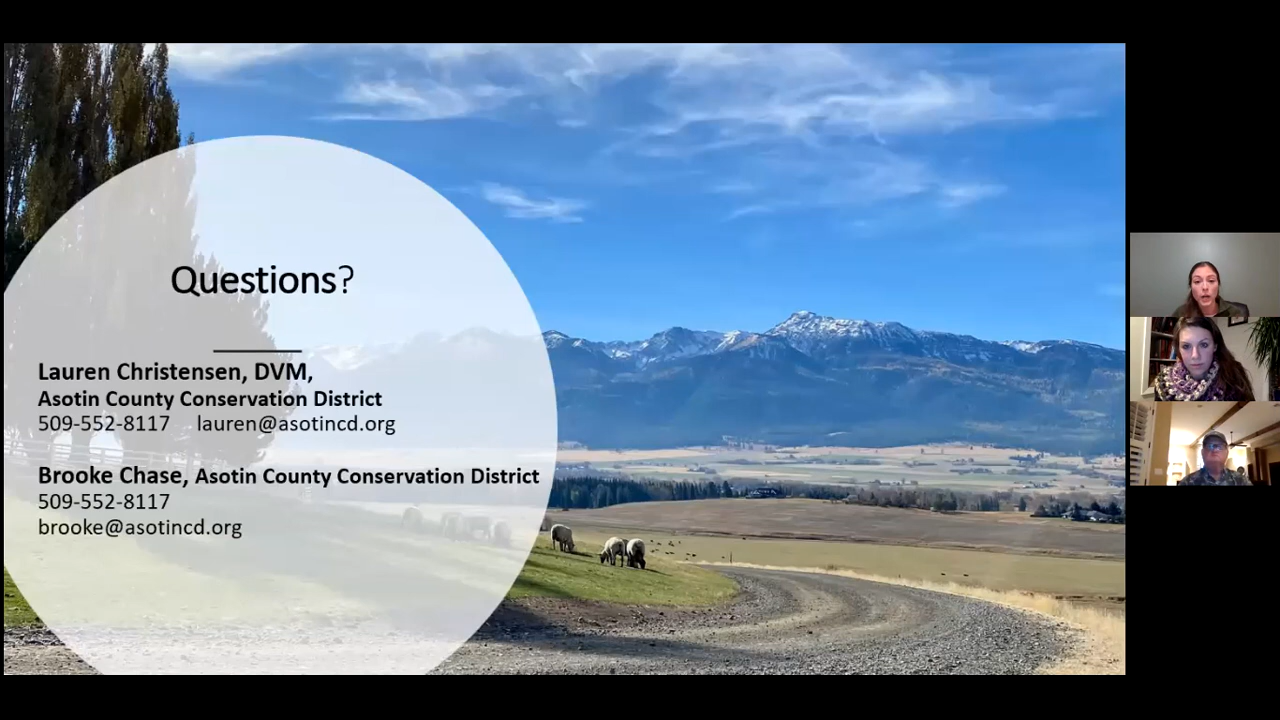 Questions?
Lauren Christensen, DVM,
Asotin County Conservation District
509-552-8117 lauren@asotincd.org
Brooke Chase, Asotin County Conservation District
509-552-8117
brooke@asotincd.org